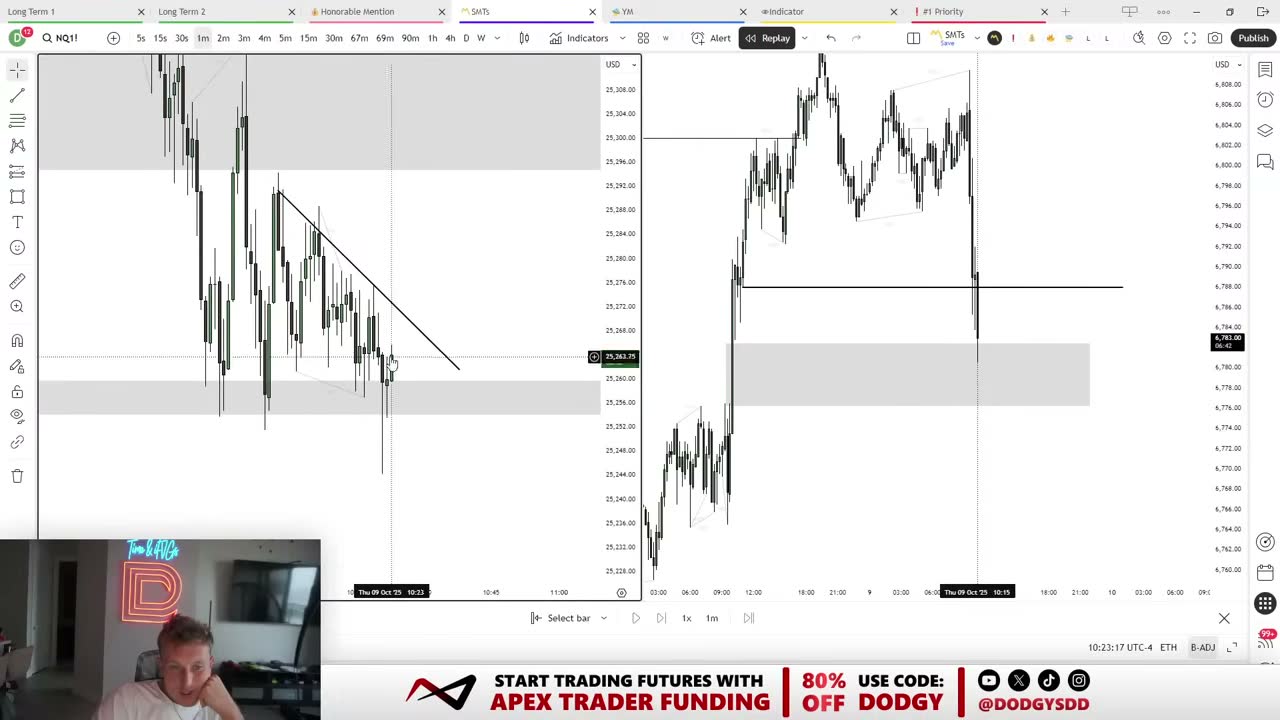 Long Term 1
Long Term 2
Honorable Mention
SMTs
YM
Indicator
#1 Priority
D
12
NQ1!
5s 15s 30s 1m 2m 3m 4m 5m 15m 30m 67m 69m 90m 1h 4h D W
Indicators
W
Alert
Replay
SMTs
Save
L
L
Publish
USD
25,308.00
25,304.00
25,300.00
25,296.00
25,292.00
25,288.00
25,284.00
25,280.00
25,276.00
25,272.00
25,268.00
25,263.75
25,260.00
25,256.00
25,252.00
25,248.00
25,244.00
25,240.00
25,236.00
25,232.00
25,228.00
Thu 09 Oct '25 10:23
10:45
11:00
USD
6,808.00
6,806.00
6,804.00
6,802.00
6,800.00
6,798.00
6,796.00
6,794.00
6,792.00
6,790.00
6,788.00
6,786.00
6,784.00
6,783.00
06:42
6,780.00
6,778.00
6,776.00
6,774.00
6,772.00
6,770.00
6,768.00
6,766.00
6,764.00
6,762.00
6,760.00
03:00 06:00 09:00 12:00 18:00 21:00 9 03:00
Thu 09 Oct '25 10:15
18:00 21:00 10 03:00 06:00
Select bar
1x
1m
10:23:17 UTC-4 ETH B-ADJ
99+
Time & FVGs
D
START TRADING FUTURES WITH
APEX TRADER FUNDING
80%
OFF
USE CODE:
DODGY
@DODGYSDD